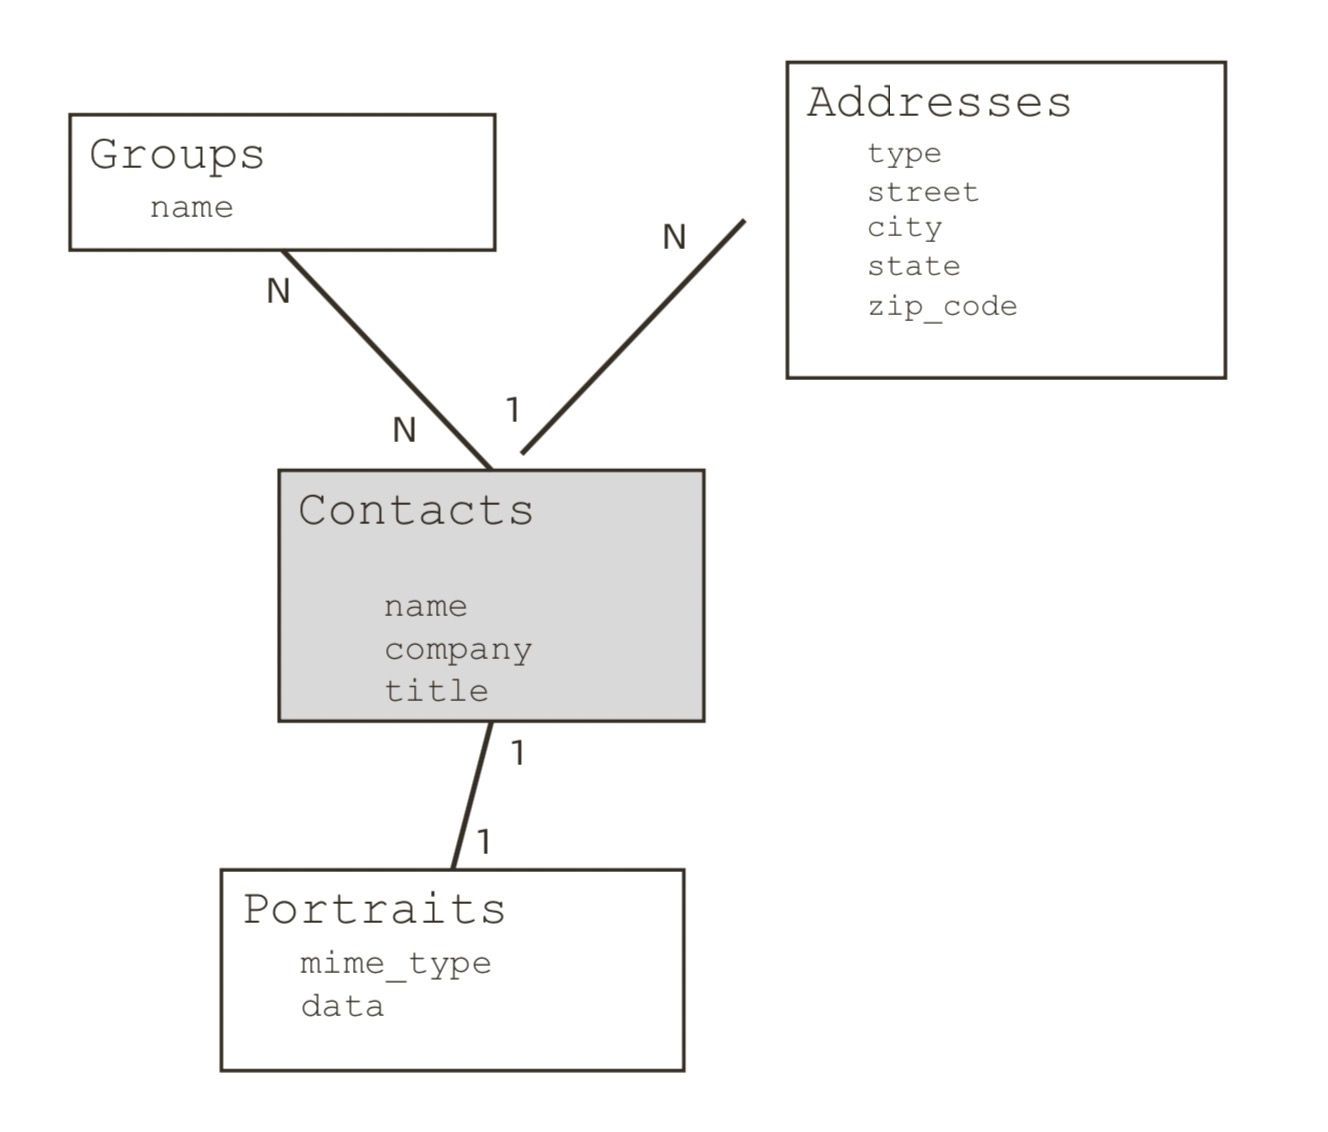 Groups
name
Addresses
type
street
city
state
zip_code
N
N
N
1
Contacts
name
company
title
1
1
Portraits
mime_type
data